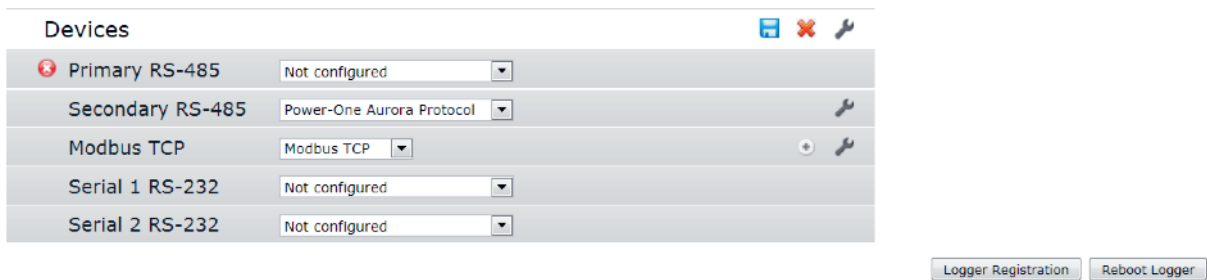 Devices
Primary RS-485 Not configured
Secondary RS-485 Power-One Aurora Protocol
Modbus TCP Modbus TCP
Serial 1 RS-232 Not configured
Serial 2 RS-232 Not configured
Logger Registration Reboot Logger